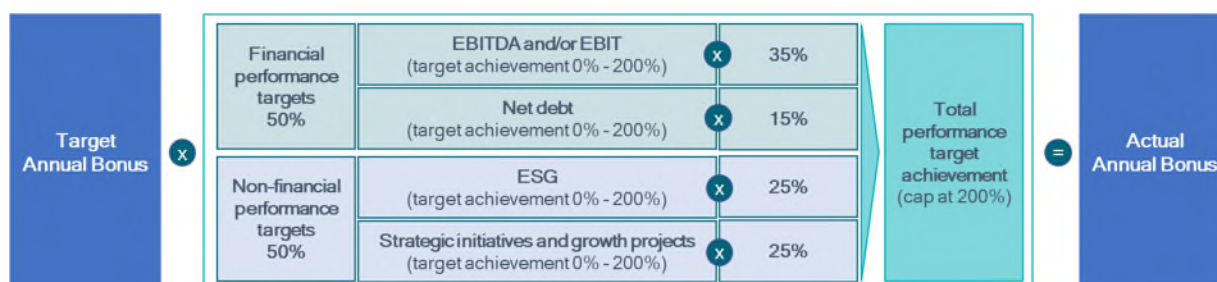 Target
Annual Bonus
x
Financial
performance
targets
50%
EBITDA and/or EBIT
(target achievement 0% - 200%)
x
35%
Net debt
(target achievement 0% - 200%)
x
15%
Non-financial
performance
targets
50%
ESG
(target achievement 0% - 200%)
x
25%
Strategic initiatives and growth projects
(target achievement 0% - 200%)
x
25%
Total
performance
target
achievement
(cap at 200%)
=
Actual
Annual Bonus